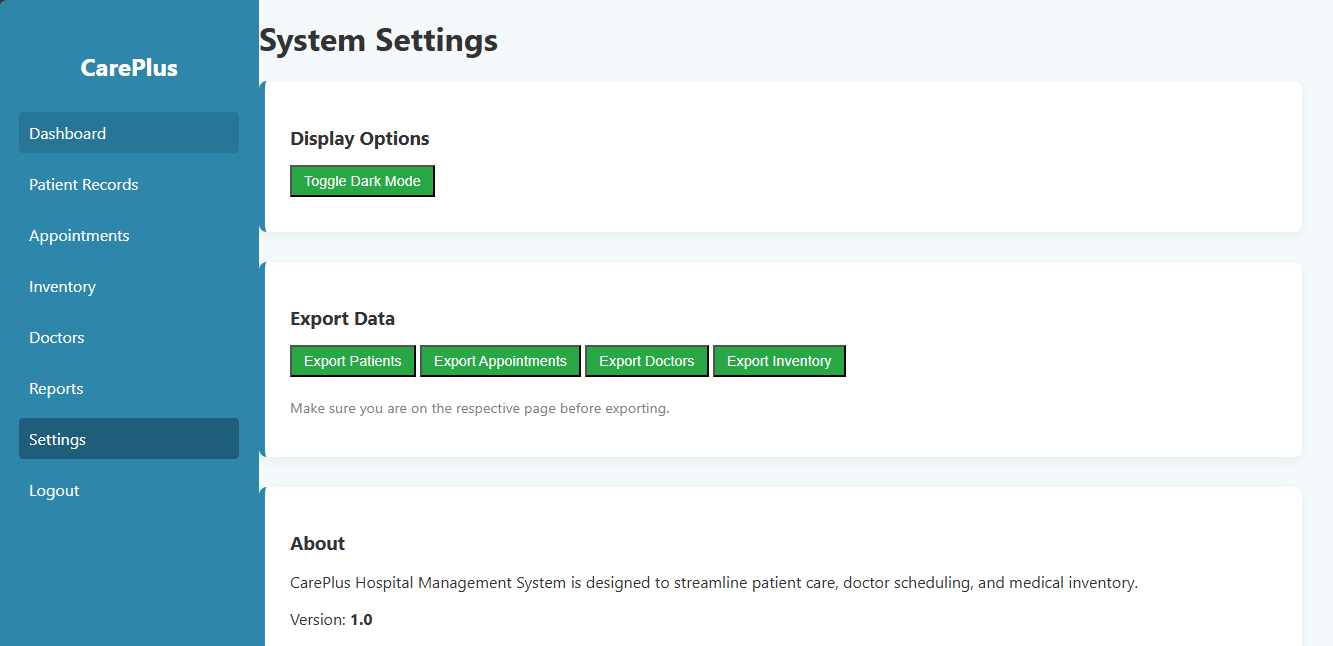 CarePlus
Dashboard
Patient Records
Appointments
Inventory
Doctors
Reports
Settings
Logout
System Settings
Display Options
Toggle Dark Mode
Export Data
Export Patients Export Appointments Export Doctors Export Inventory
Make sure you are on the respective page before exporting.
About
CarePlus Hospital Management System is designed to streamline patient care, doctor scheduling, and medical inventory.
Version: 1.0